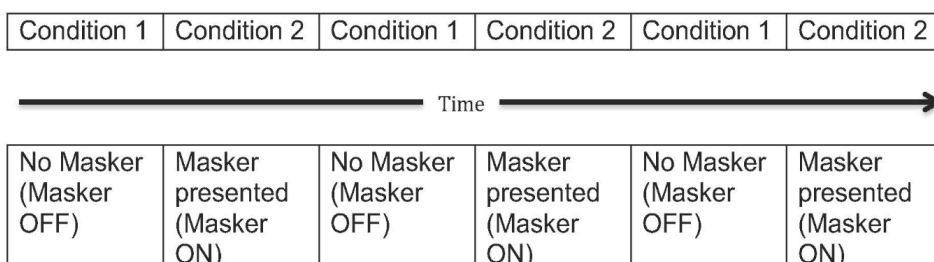 Condition 1 Condition 2 Condition 1 Condition 2 Condition 1 Condition 2
Time
No Masker Masker No Masker Masker No Masker Masker
(Masker presented (Masker presented (Masker presented
OFF) (Masker OFF) (Masker OFF) (Masker
ON) ON) ON)